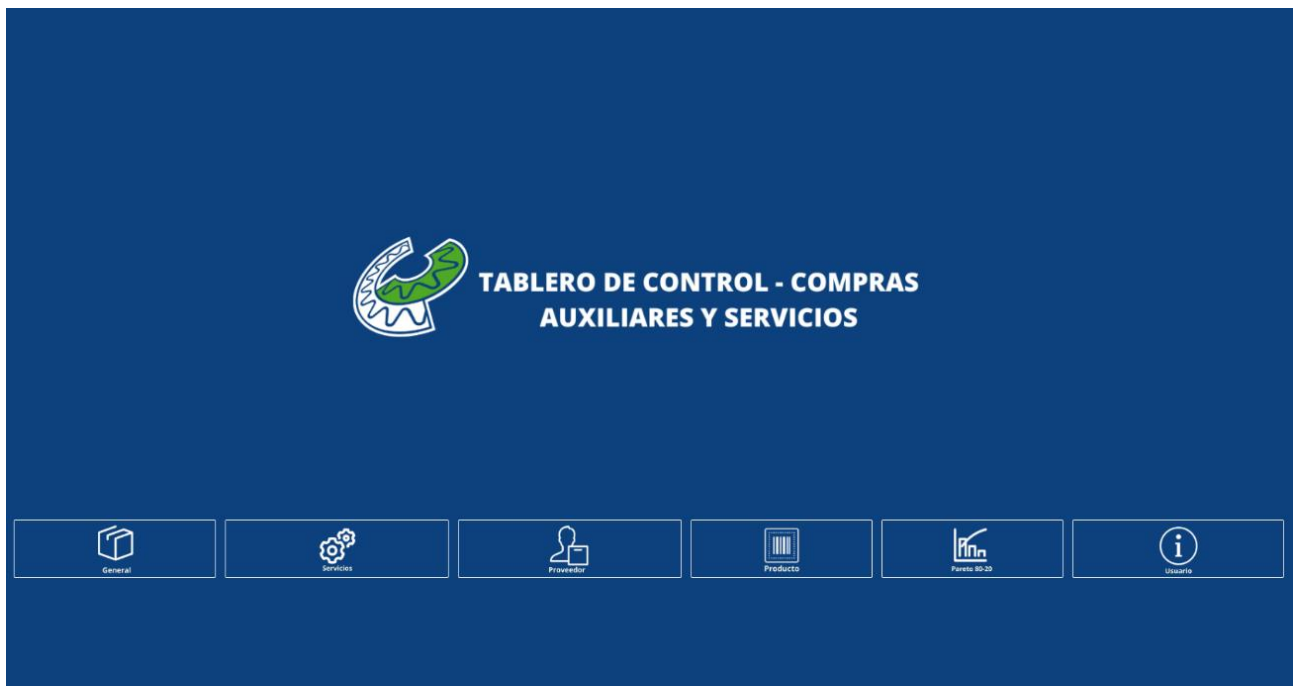 TABLERO DE CONTROL - COMPRAS
AUXILIARES Y SERVICIOS
General
Servicios
Proveedor
Producto
Pareto 80-20
Usuario